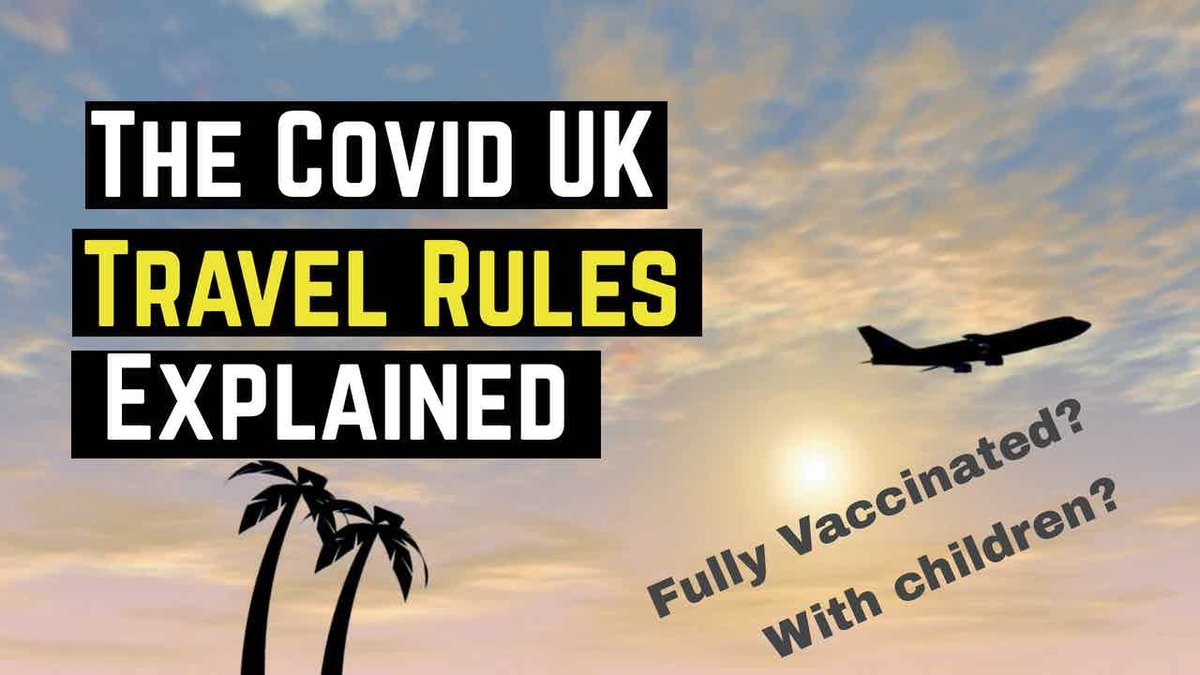 The Covid UK
Travel Rules
Explained
Fully Vaccinated?
With children?